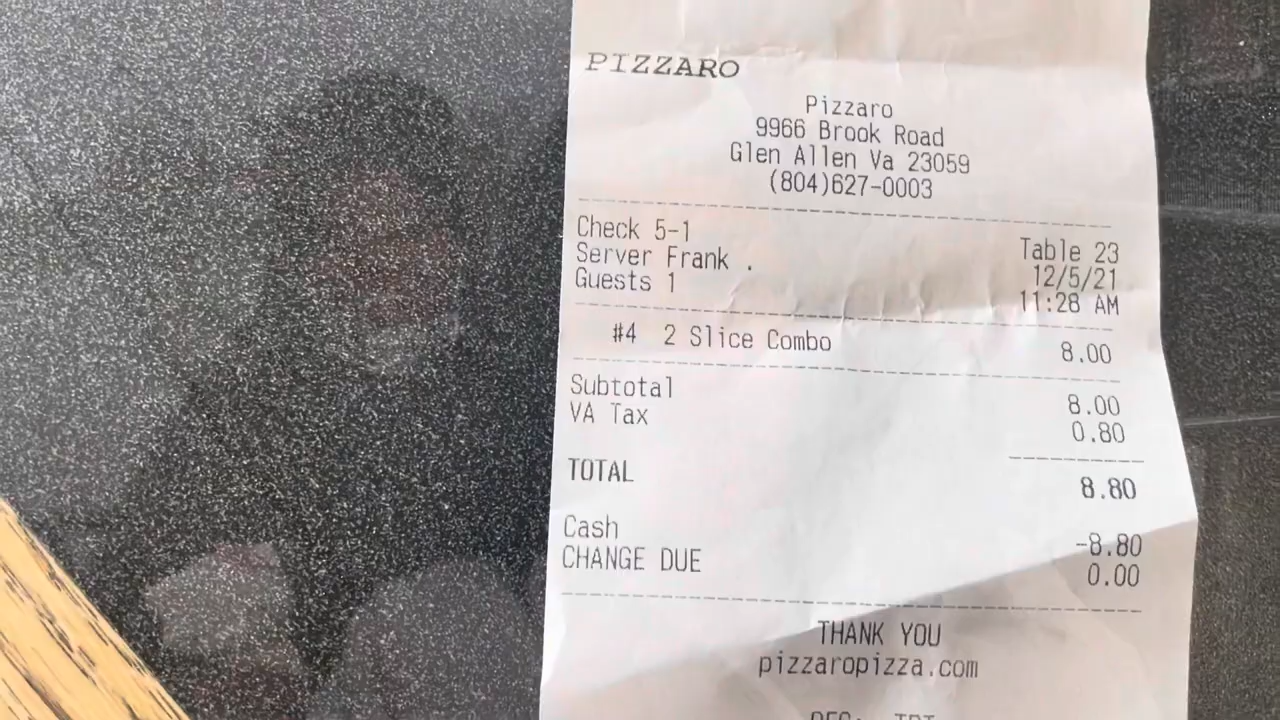 PIZZARO
Pizzaro
9966 Brook Road
Glen Allen Va 23059
(804)627-0003
Check 5-1 Table 23
Server Frank . 12/5/21
Guests 1 11:28 AM
#4 2 Slice Combo 8.00
Subtotal 8.00
VA Tax 0.80
TOTAL 8.80
Cash -8.80
CHANGE DUE 0.00
THANK YOU
pizzaropizza.com